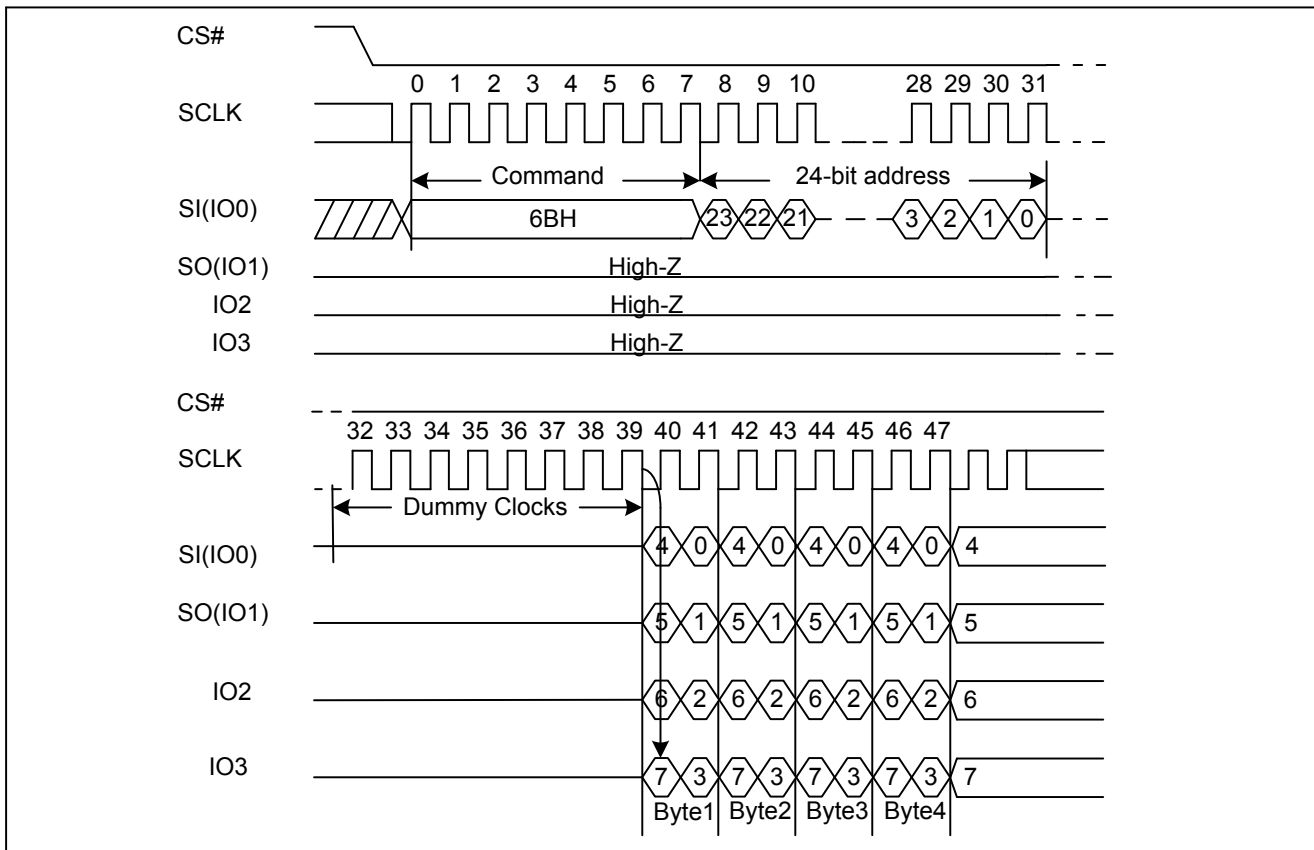 CS#
0 1 2 3 4 5 6 7 8 9 10 28 29 30 31
SCLK
Command 24-bit address
SI(IO0) 6BH 23 22 21 3 2 1 0
SO(IO1) High-Z
IO2 High-Z
IO3 High-Z
CS#
32 33 34 35 36 37 38 39 40 41 42 43 44 45 46 47
SCLK
Dummy Clocks
SI(IO0) 4 0 4 0 4 0 4 0 4
SO(IO1) 5 1 5 1 5 1 5 1 5
IO2 6 2 6 2 6 2 6 2 6
IO3 7 3 7 3 7 3 7 3 7
Byte1 Byte2 Byte3 Byte4